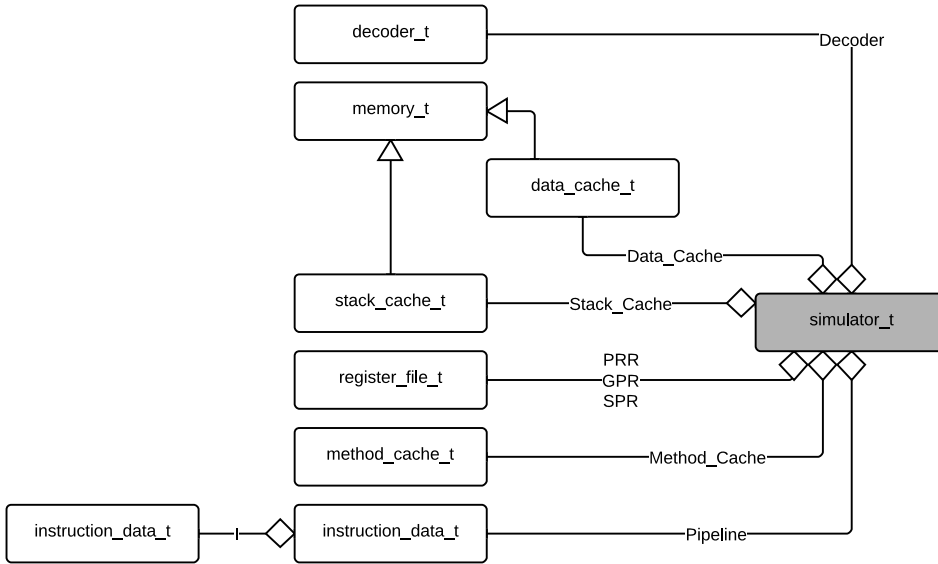 decoder_t
Decoder
memory_t
data_cache_t
Data_Cache
stack_cache_t
Stack_Cache
simulator_t
register_file_t
PRR
GPR
SPR
method_cache_t
Method_Cache
instruction_data_t
I
instruction_data_t
Pipeline